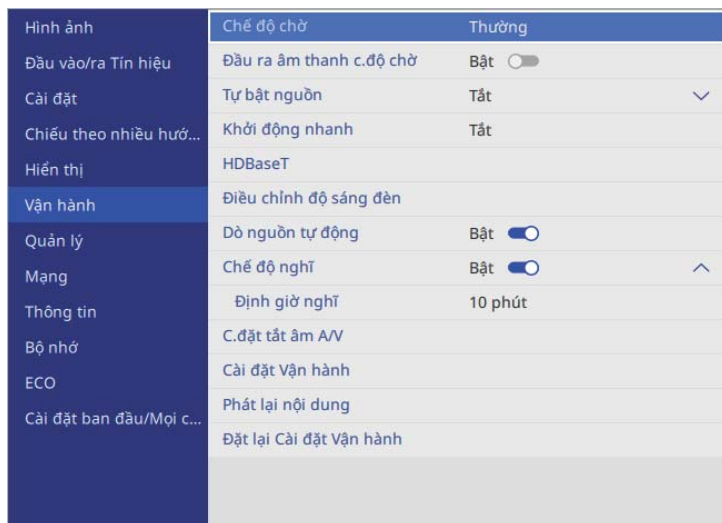 Hình ảnh
Đầu vào/ra Tín hiệu
Cài đặt
Chiếu theo nhiều hướ...
Hiển thị
Vận hành
Quản lý
Mạng
Thông tin
Bộ nhớ
ECO
Cài đặt ban đầu/Mọi c...
Chế độ chờ Thường
Đầu ra âm thanh c.độ chờ Bật
Tự bật nguồn Tắt
Khởi động nhanh Tắt
HDBaseT
Điều chỉnh độ sáng đèn
Dò nguồn tự động Bật
Chế độ nghĩ Bật
Định giờ nghĩ 10 phút
C.đặt tắt âm A/V
Cài đặt Vận hành
Phát lại nội dung
Đặt lại Cài đặt Vận hành